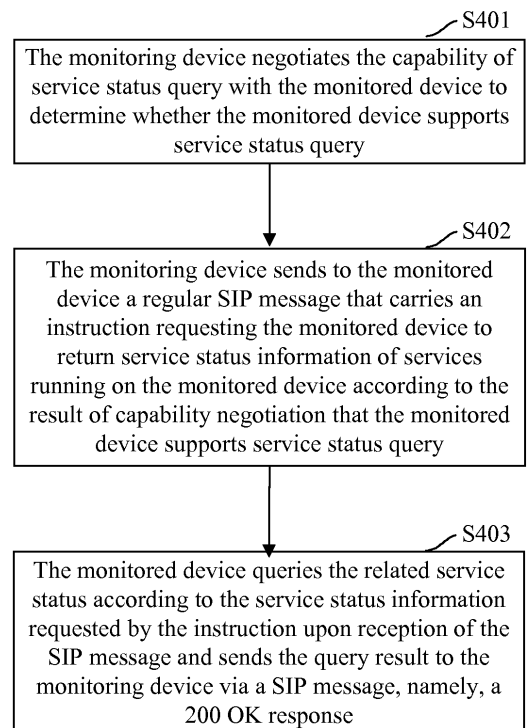 S401
The monitoring device negotiates the capability of
service status query with the monitored device to
determine whether the monitored device supports
service status query
S402
The monitoring device sends to the monitored
device a regular SIP message that carries an
instruction requesting the monitored device to
return service status information of services
running on the monitored device according to the
result of capability negotiation that the monitored
device supports service status query
S403
The monitored device queries the related service
status according to the service status information
requested by the instruction upon reception of the
SIP message and sends the query result to the
monitoring device via a SIP message, namely, a
200 OK response